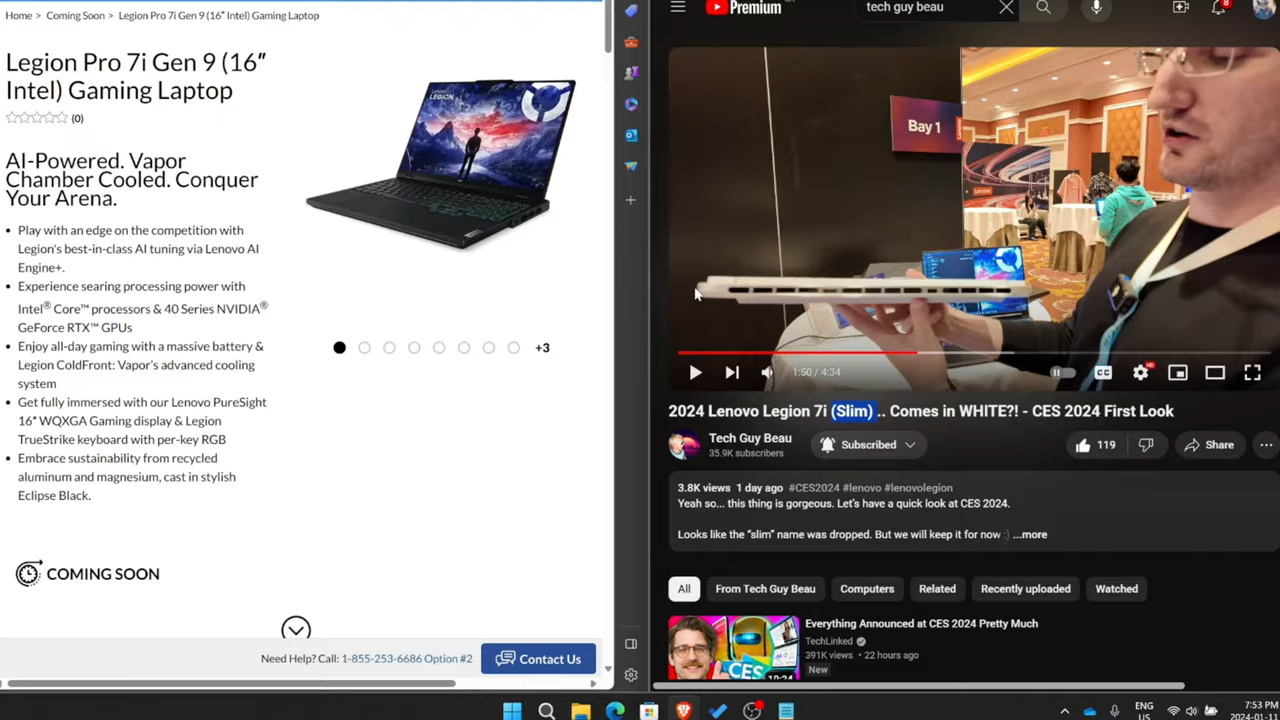 Home > Coming Soon > Legion Pro 7i Gen 9 (16″ Intel) Gaming Laptop
Legion Pro 7i Gen 9 (16″
Intel) Gaming Laptop
(0)
AI-Powered. Vapor
Chamber Cooled. Conquer
Your Arena.
• Play with an edge on the competition with
Legion's best-in-class AI tuning via Lenovo AI
Engine+.
• Experience searing processing power with
Intel® Core™ processors & 40 Series NVIDIA®
GeForce RTX™ GPUs
• Enjoy all-day gaming with a massive battery &
Legion ColdFront: Vapor's advanced cooling
system
• Get fully immersed with our Lenovo PureSight
16″ WQXGA Gaming display & Legion
TrueStrike keyboard with per-key RGB
• Embrace sustainability from recycled
aluminum and magnesium, cast in stylish
Eclipse Black.
LEGION
+3
COMING SOON
Need Help? Call: 1-855-253-6686 Option #2
Contact Us
Premium
tech guy beau
8
Bay 1
Lenovo
Lenovo
1:50 / 4:34
CC
HD
2024 Lenovo Legion 7i (Slim) .. Comes in WHITE?! - CES 2024 First Look
Tech Guy Beau
35.9K subscribers
Subscribed
119
Share
3.8K views 1 day ago #CES2024 #lenovo #lenovolegion
Yeah so... this thing is gorgeous. Let's have a quick look at CES 2024.
Looks like the “slim” name was dropped. But we will keep it for now :) ...more
All
From Tech Guy Beau
Computers
Related
Recently uploaded
Watched
CES
19:24
Everything Announced at CES 2024 Pretty Much
TechLinked
391K views • 22 hours ago
New
ENG
US
7:53 PM